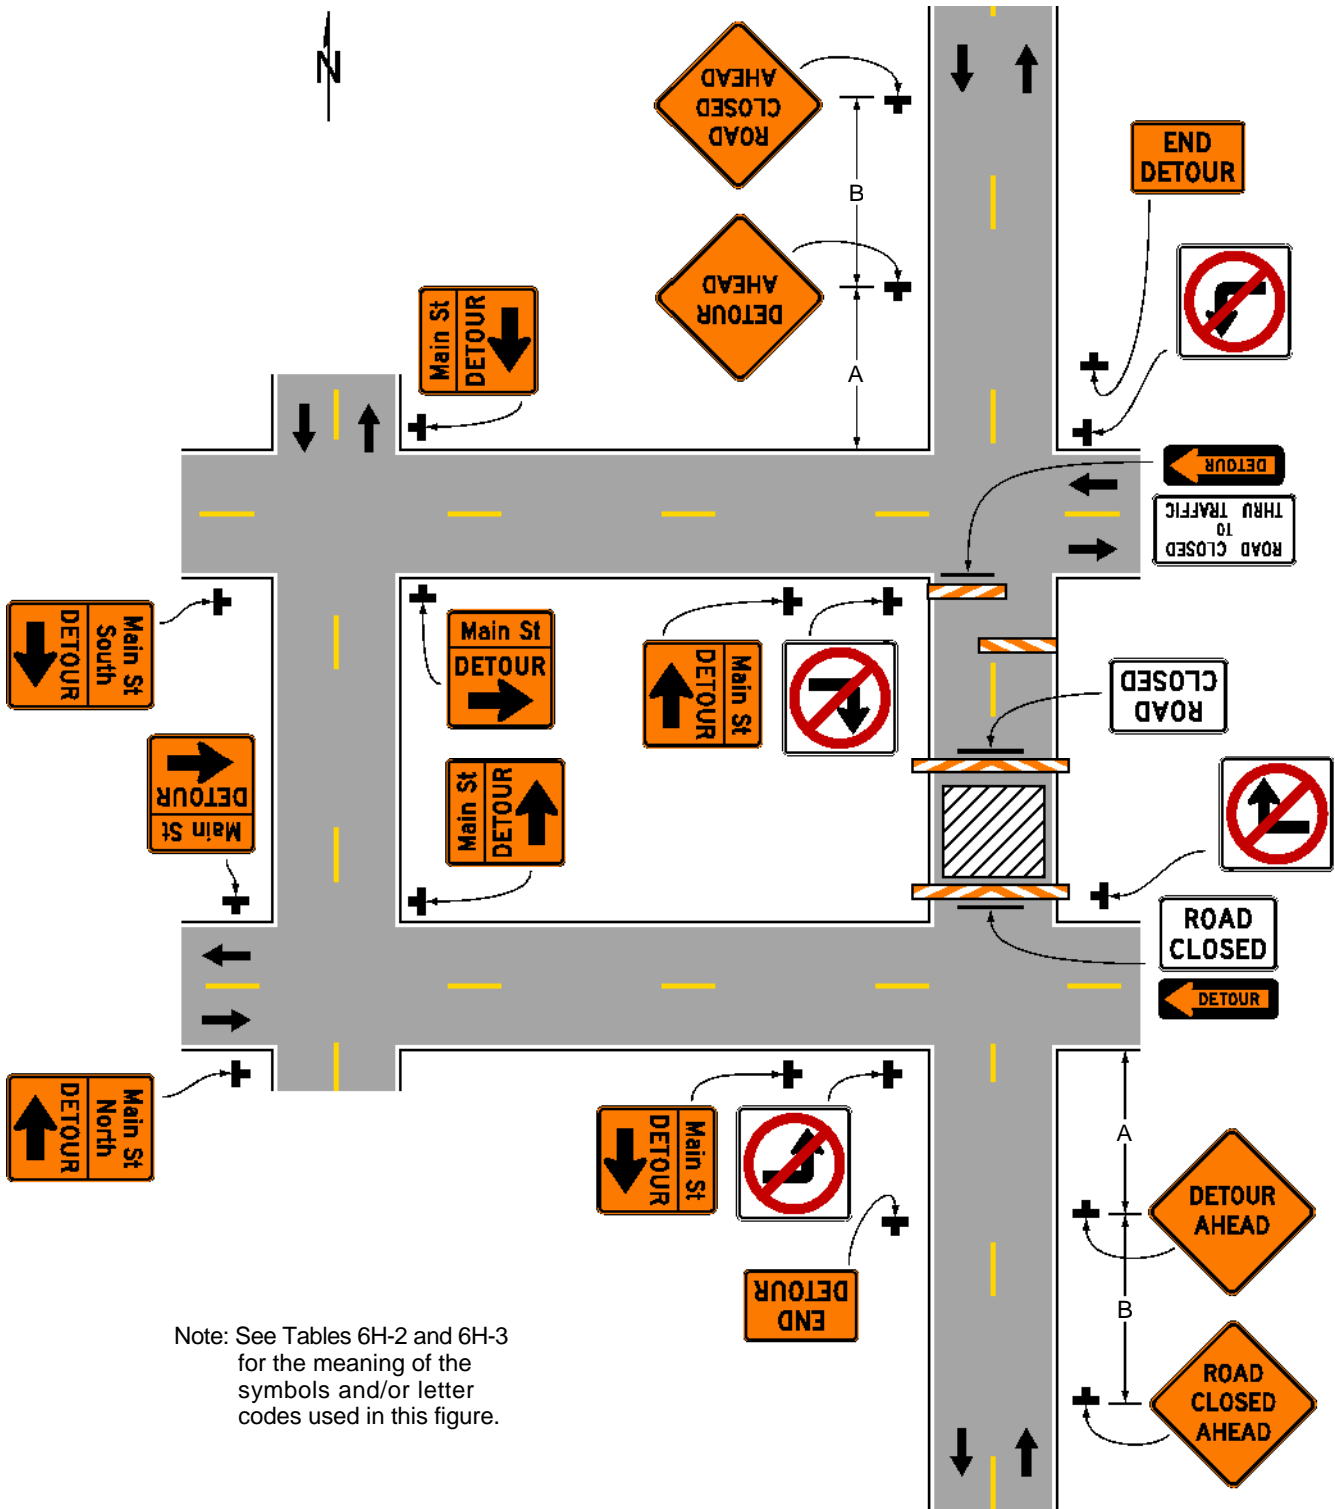 N
ROAD
CLOSED
AHEAD
B
END
DETOUR
DETOUR
AHEAD
A
Main St
DETOUR
DETOUR
ROAD CLOSED
TO
THRU TRAFFIC
Main St
South
DETOUR
Main St
DETOUR
Main St
DETOUR
ROAD
CLOSED
Main St
DETOUR
Main St
DETOUR
ROAD
CLOSED
DETOUR
Main St
North
DETOUR
Main St
DETOUR
A
DETOUR
AHEAD
END
DETOUR
B
ROAD
CLOSED
AHEAD
Note: See Tables 6H-2 and 6H-3
for the meaning of the
symbols and/or letter
codes used in this figure.